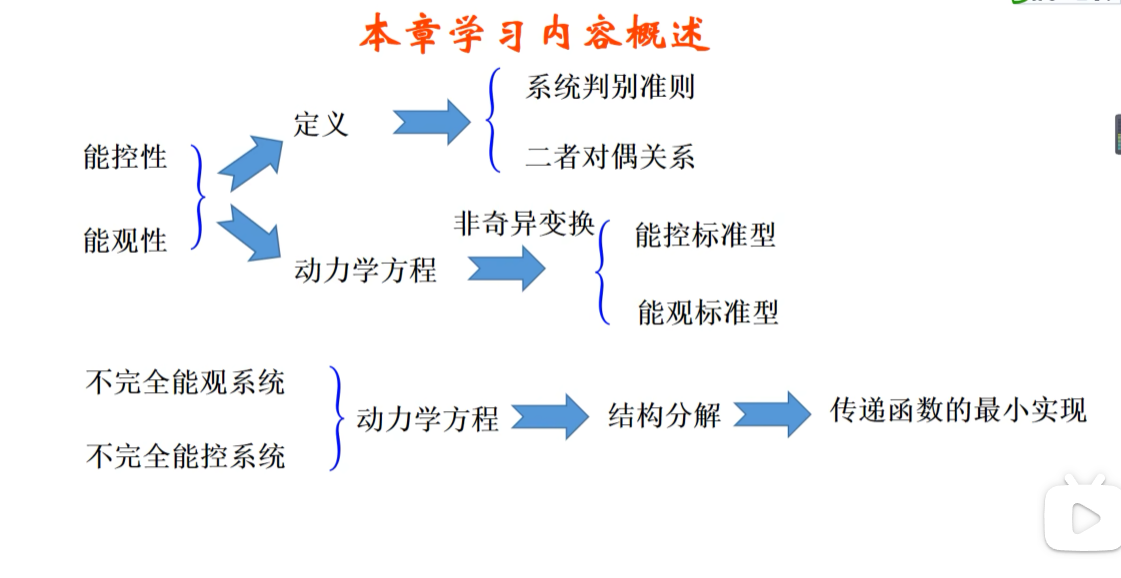 本章学习内容概述
系统判别准则
定义
能控性
二者对偶关系
非奇异变换
能控标准型
能观性
动力学方程
能观标准型
不完全能观系统
动力学方程
结构分解
传递函数的最小实现
不完全能控系统